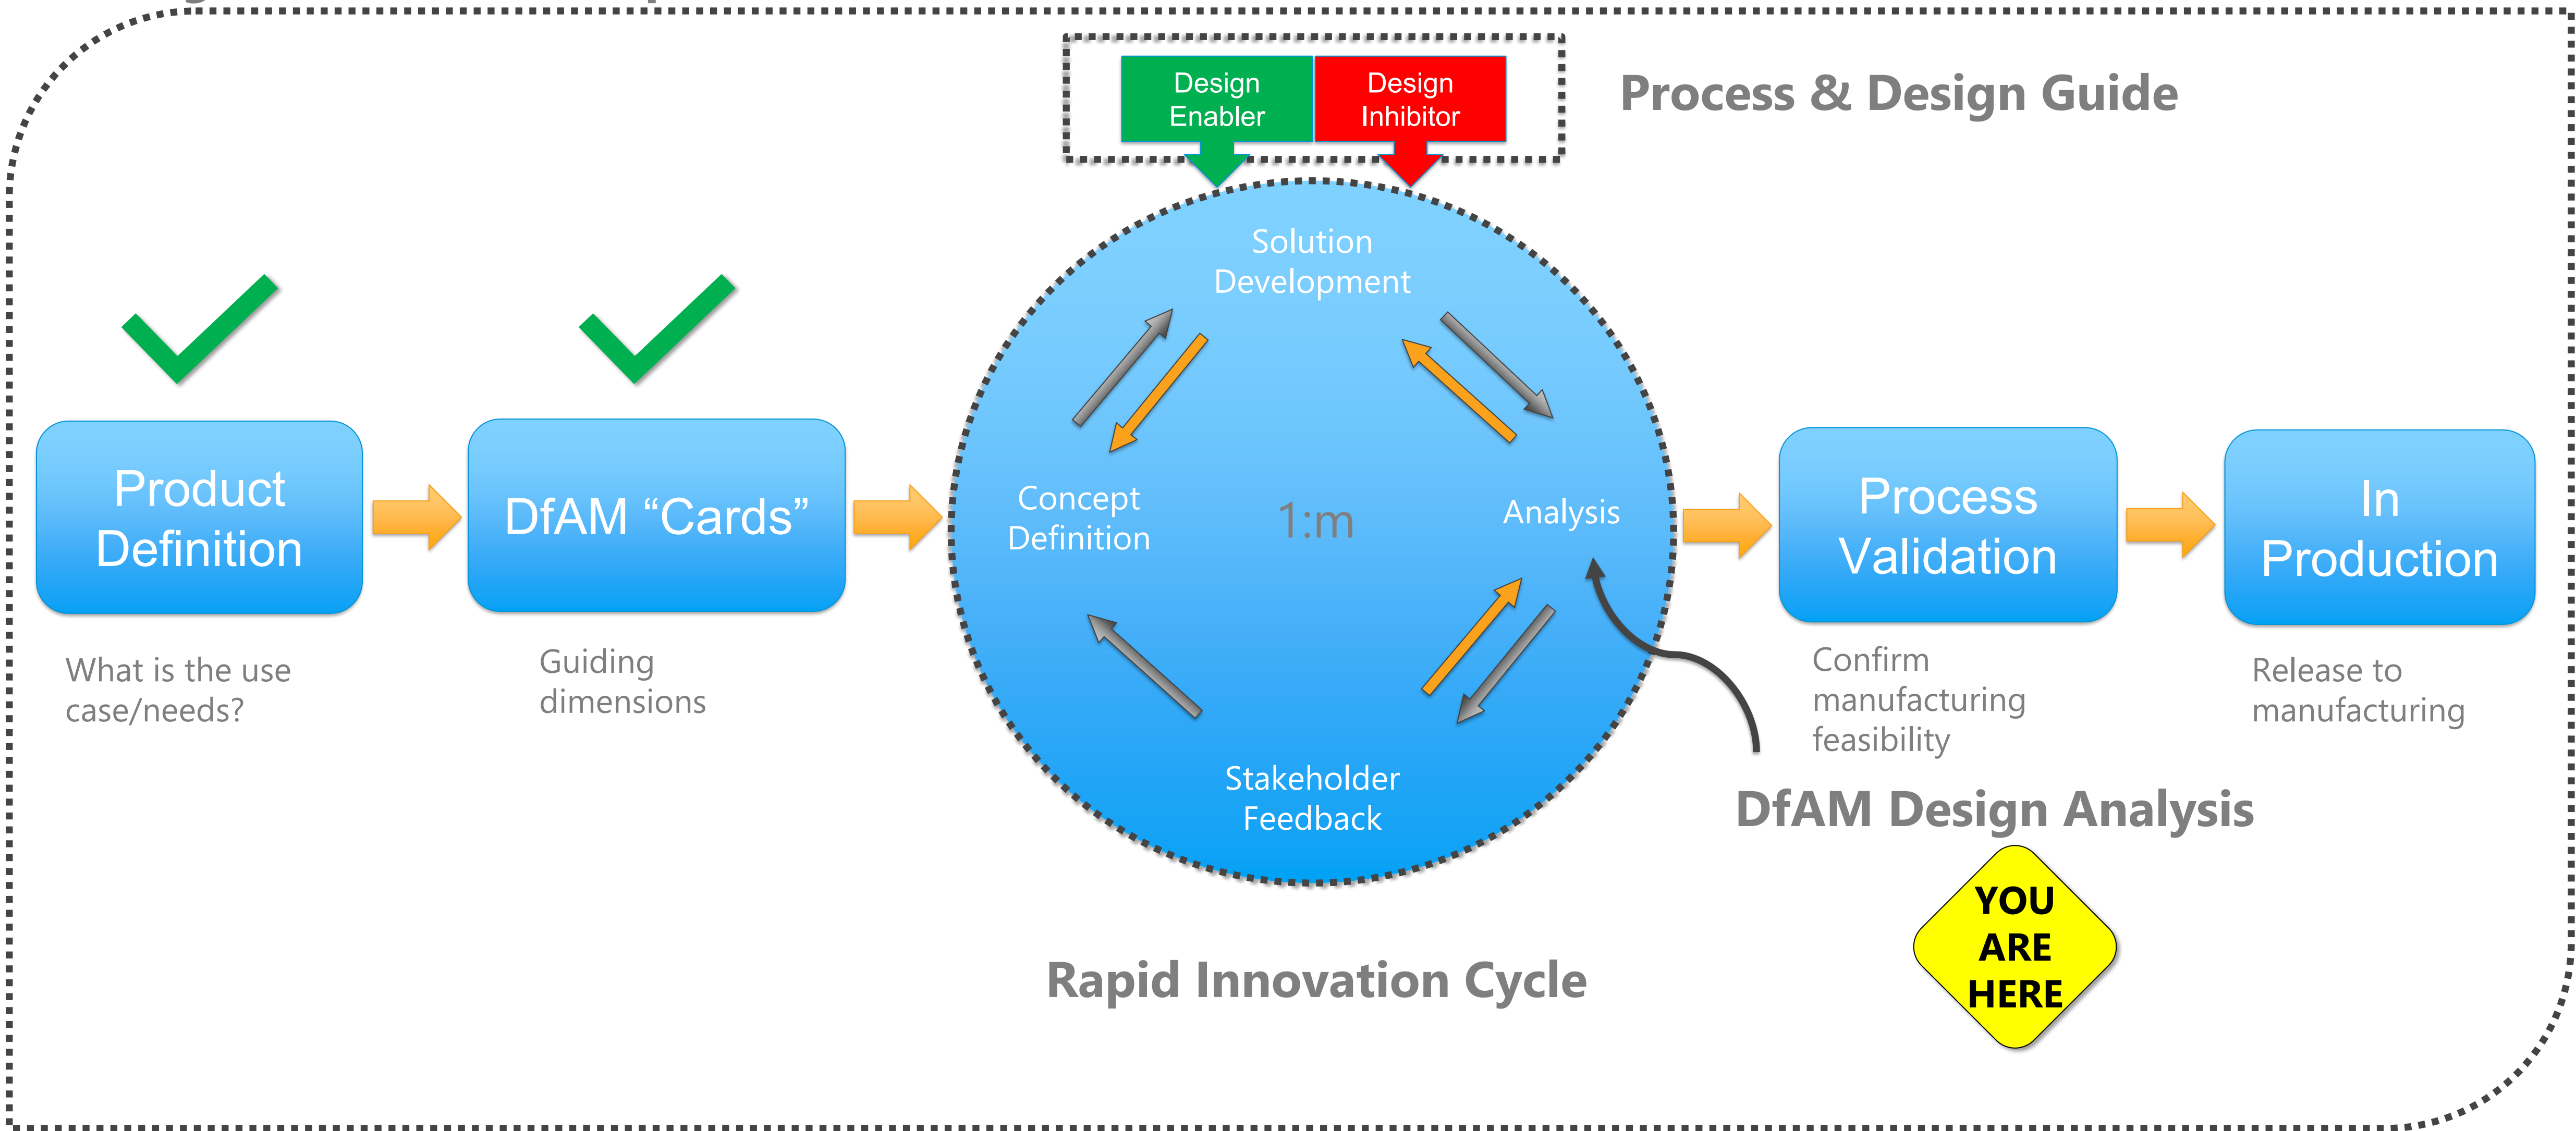 Design
Enabler
Design
Inhibitor
Process & Design Guide
Solution
Development
Product
Definition
DfAM “Cards”
Concept
Definition
1:m
Analysis
Process
Validation
In
Production
What is the use
case/needs?
Guiding
dimensions
Confirm
manufacturing
feasibility
Release to
manufacturing
Stakeholder
Feedback
DfAM Design Analysis
YOU
ARE
HERE
Rapid Innovation Cycle